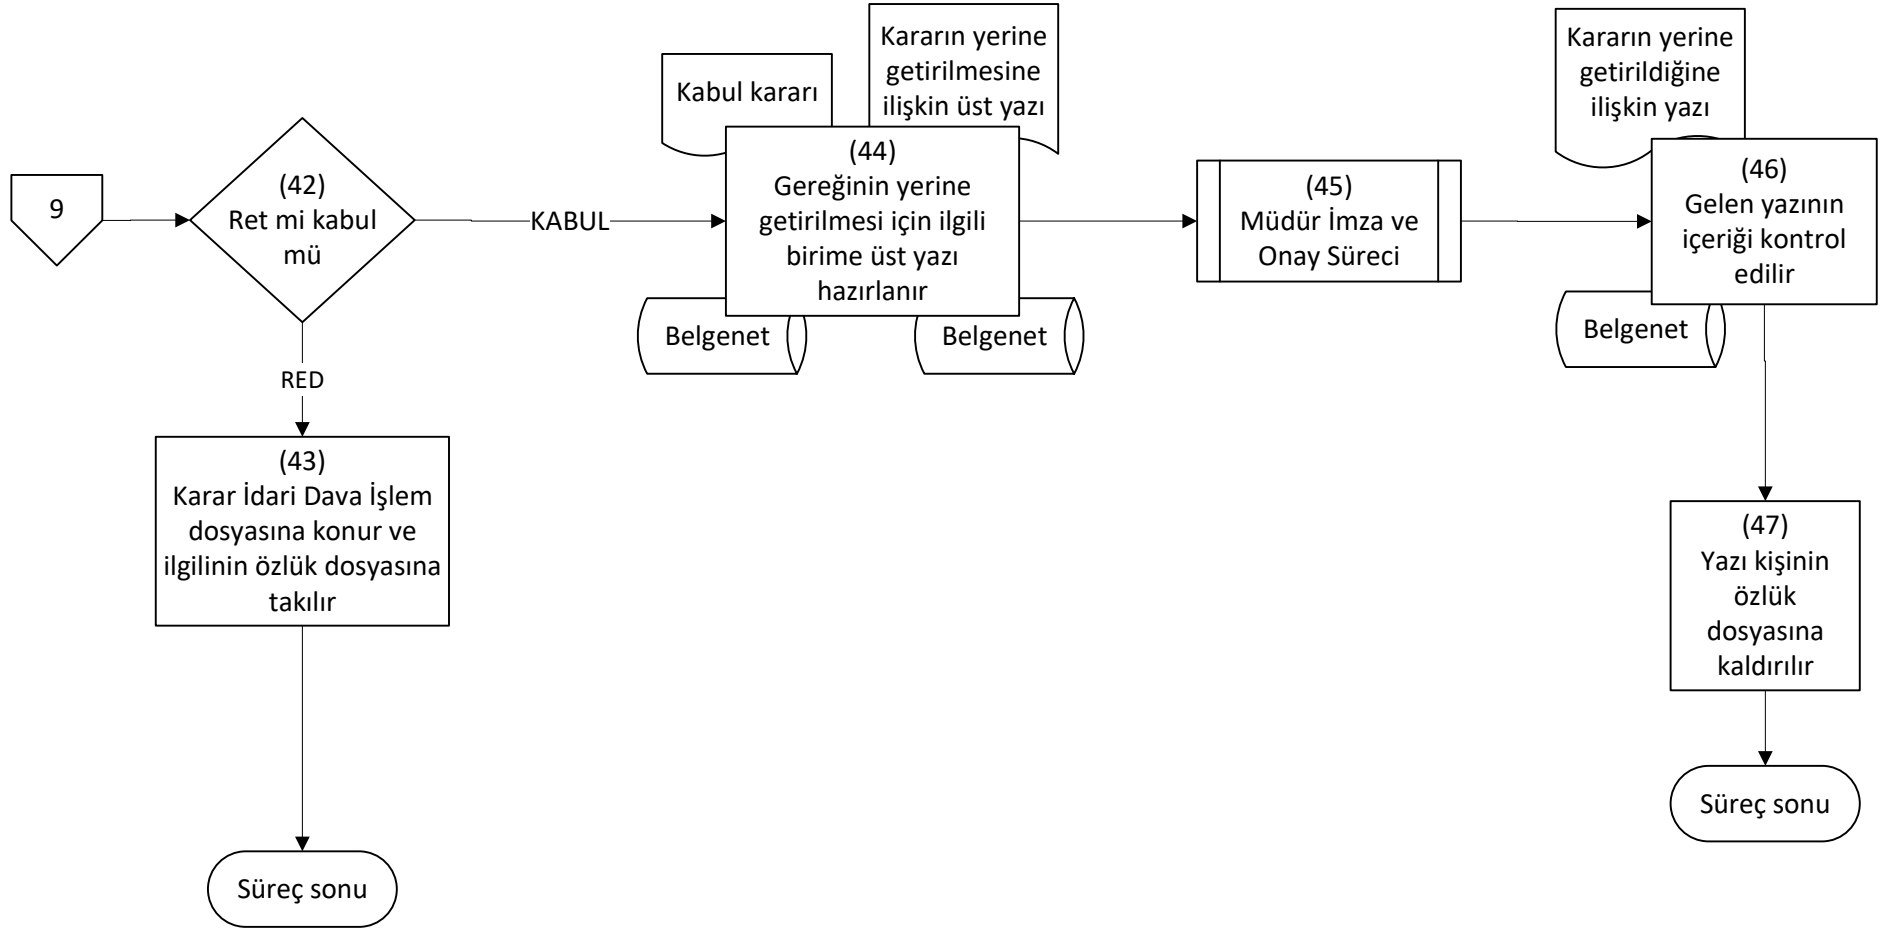 9
(42)
Ret mi kabul
mü
KABUL
RED
(43)
Karar İdari Dava İşlem
dosyasına konur ve
ilgilinin özlük dosyasına
takılır
Süreç sonu
Kabul kararı
Kararın yerine
getirilmesine
ilişkin üst yazı
(44)
Gereğinin yerine
getirilmesi için ilgili
birime üst yazı
hazırlanır
Belgenet
Belgenet
(45)
Müdür İmza ve
Onay Süreci
Kararın yerine
getirildiğine
ilişkin yazı
(46)
Gelen yazının
içeriği kontrol
edilir
Belgenet
(47)
Yazı kişinin
özlük
dosyasına
kaldırılır
Süreç sonu